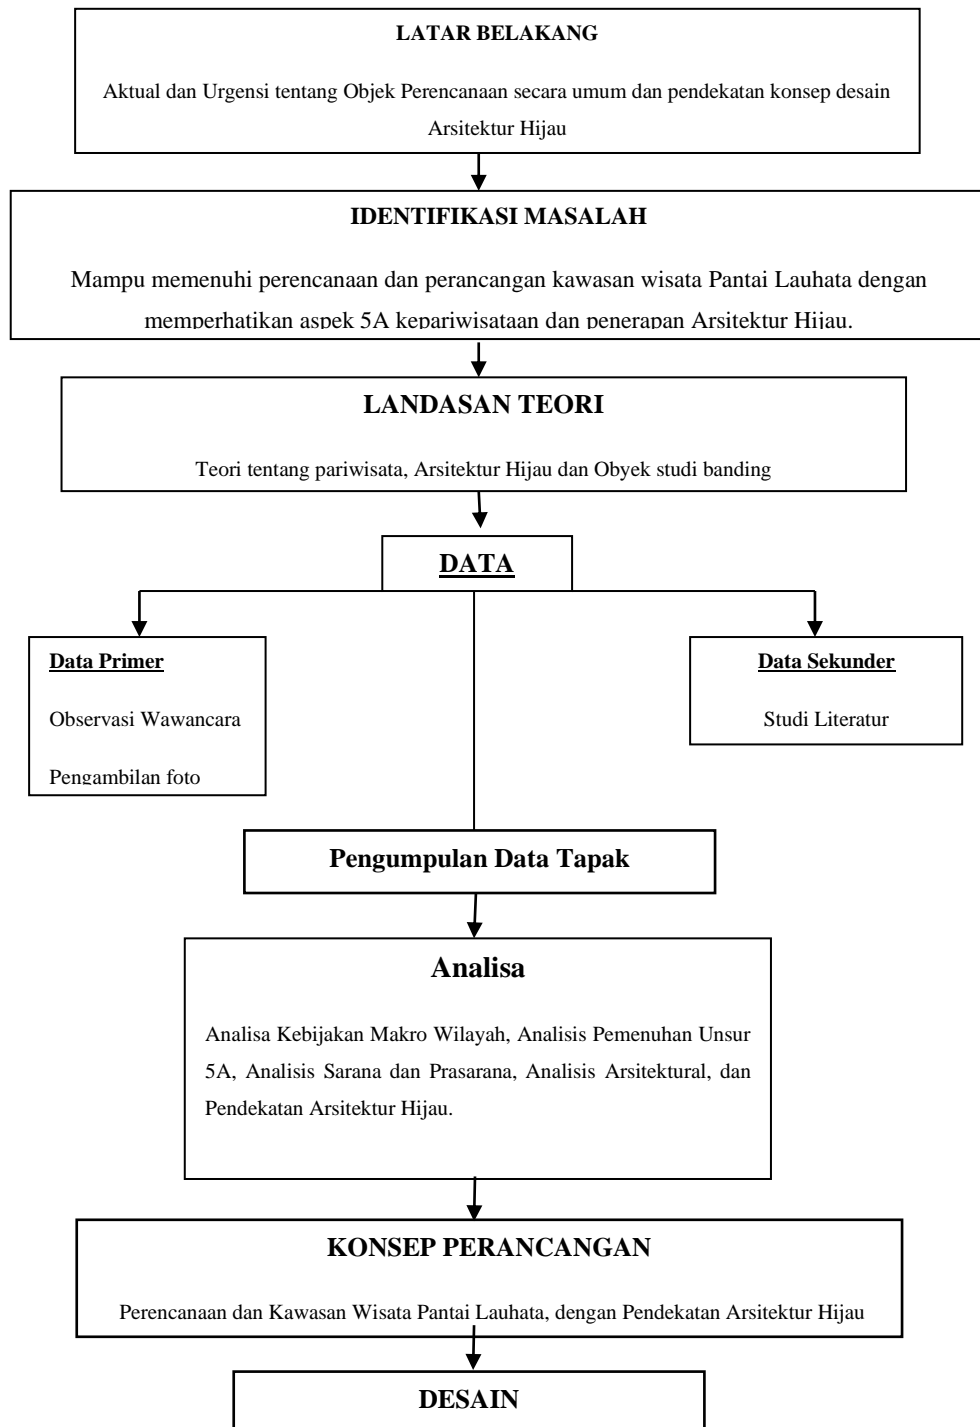 LATAR BELAKANG
Aktual dan Urgensi tentang Objek Perencanaan secara umum dan pendekatan konsep desain
Arsitektur Hijau
IDENTIFIKASI MASALAH
Mampu memenuhi perencanaan dan perancangan kawasan wisata Pantai Lauhata dengan
memperhatikan aspek 5A kepariwisataan dan penerapan Arsitektur Hijau.
LANDASAN TEORI
Teori tentang pariwisata, Arsitektur Hijau dan Obyek studi banding
DATA
Data Primer
Observasi Wawancara
Pengambilan foto
Data Sekunder
Studi Literatur
Pengumpulan Data Tapak
Analisa
Analisa Kebijakan Makro Wilayah, Analisis Pemenuhan Unsur
5A, Analisis Sarana dan Prasarana, Analisis Arsitektural, dan
Pendekatan Arsitektur Hijau.
KONSEP PERANCANGAN
Perencanaan dan Kawasan Wisata Pantai Lauhata, dengan Pendekatan Arsitektur Hijau
DESAIN